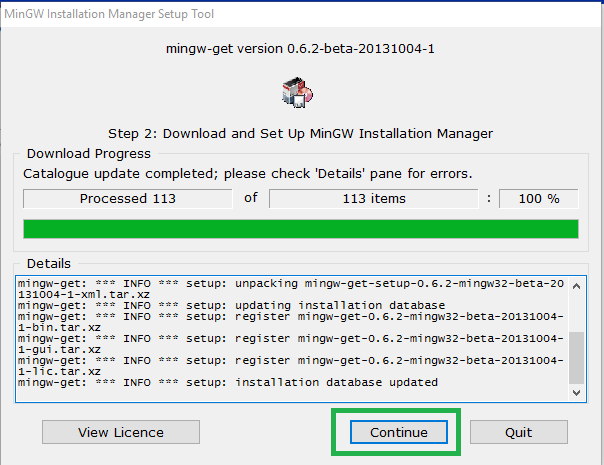 MinGW Installation Manager Setup Tool
mingw-get version 0.6.2-beta-20131004-1
Step 2: Download and Set Up MinGW Installation Manager
Download Progress
Catalogue update completed; please check 'Details' pane for errors.
Processed 113 of 113 items : 100 %
Details
mingw-get: *** INFO *** setup: unpacking mingw-get-setup-0.6.2-mingw32-beta-20
131004-1-xml.tar.xz
mingw-get: *** INFO *** setup: updating installation database
mingw-get: *** INFO *** setup: register mingw-get-0.6.2-mingw32-beta-20131004-
1-bin.tar.xz
mingw-get: *** INFO *** setup: register mingw-get-0.6.2-mingw32-beta-20131004-
1-gui.tar.xz
mingw-get: *** INFO *** setup: register mingw-get-0.6.2-mingw32-beta-20131004-
1-lic.tar.xz
mingw-get: *** INFO *** setup: installation database updated
View Licence Continue Quit